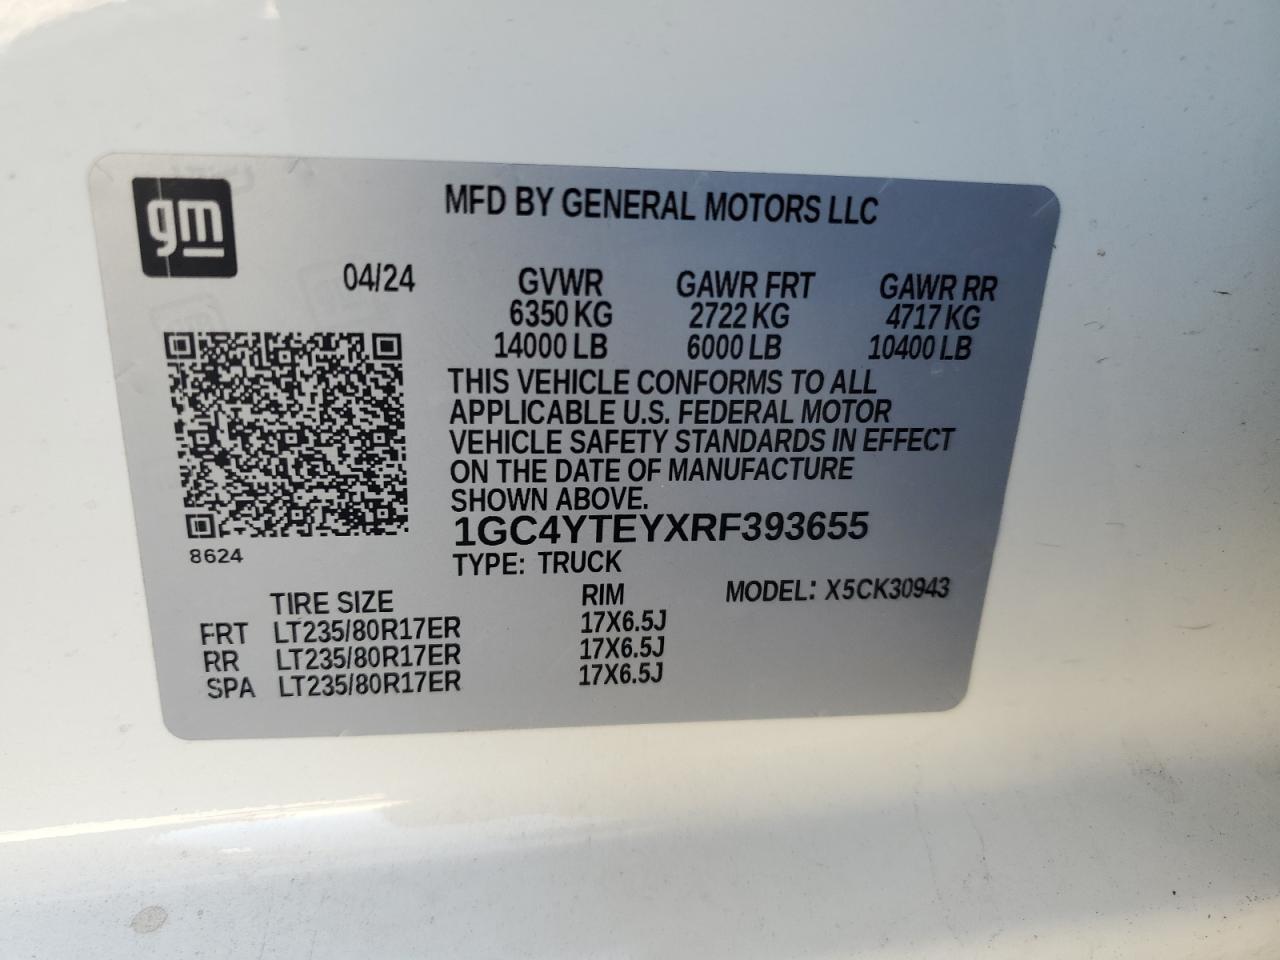 gm
MFD BY GENERAL MOTORS LLC
04/24 GVWR GAWR FRT GAWR RR
6350 KG 2722 KG 4717 KG
14000 LB 6000 LB 10400 LB
THIS VEHICLE CONFORMS TO ALL
APPLICABLE U.S. FEDERAL MOTOR
VEHICLE SAFETY STANDARDS IN EFFECT
ON THE DATE OF MANUFACTURE
SHOWN ABOVE.
1GC4YTEYXRF393655
8624
TYPE: TRUCK
TIRE SIZE RIM MODEL: X5CK30943
FRT LT235/80R17ER 17X6.5J
RR LT235/80R17ER 17X6.5J
SPA LT235/80R17ER 17X6.5J